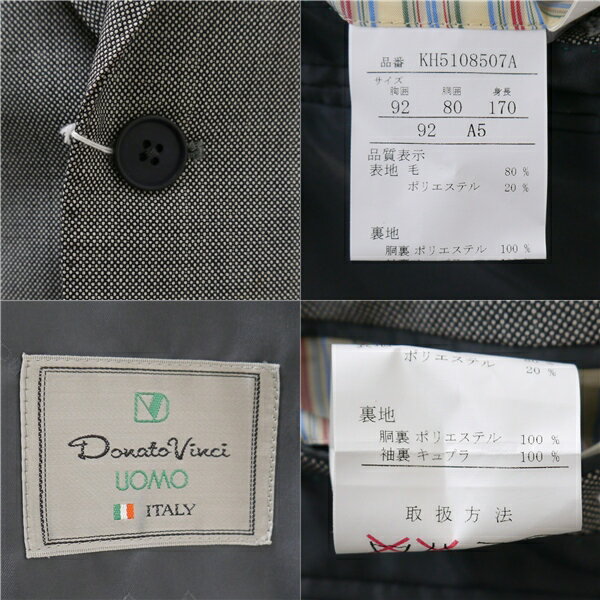 品番 KH5108507A
サイズ
胸囲 胴囲 身長
92 80 170
92 A5
品質表示
表地 毛 80 %
ポリエステル 20 %
裏地
胴裏 ポリエステル 100 %
Donato Vinci
UOMO
ITALY
ポリエステル
20 %
裏地
胴裏 ポリエステル 100 %
袖裏 キュプラ 100 %
取扱方法